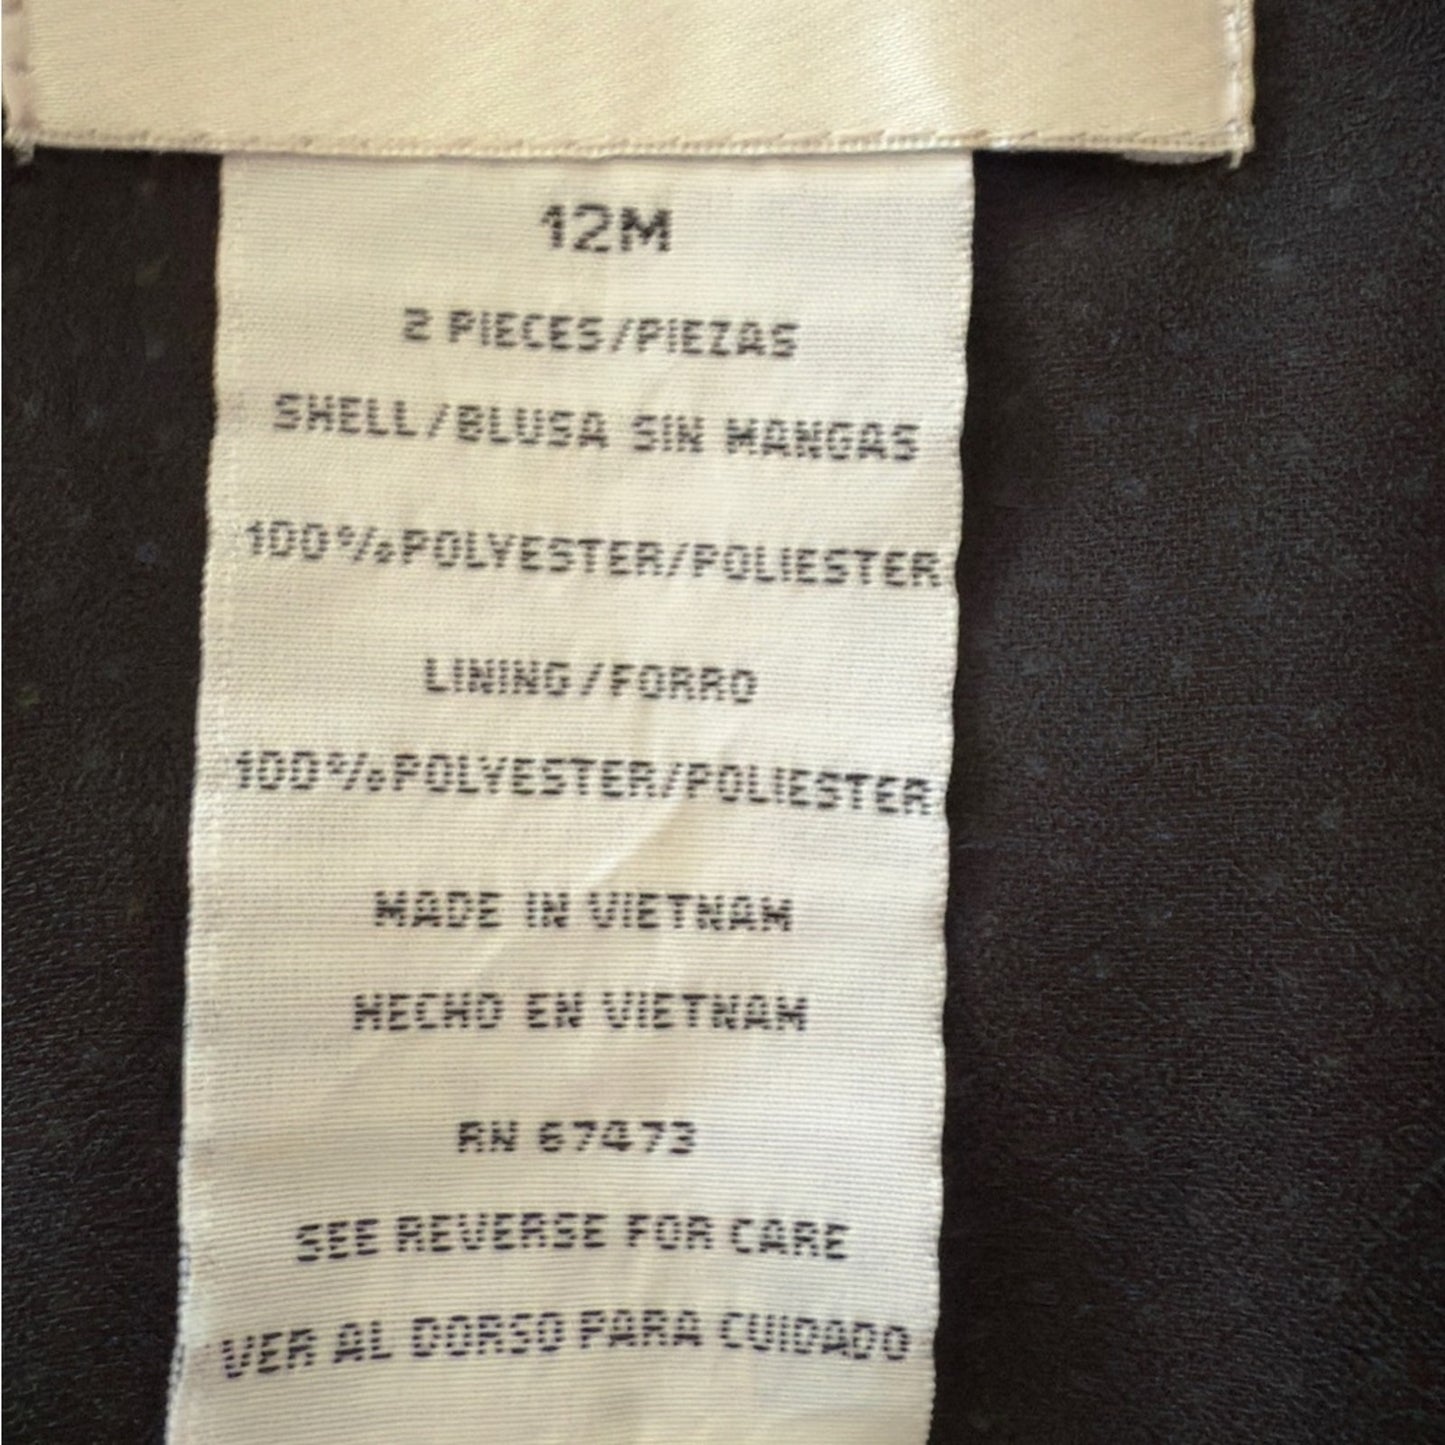 12M
2 PIECES/PIEZAS
SHELL/BLUSA SIN MANGAS
100%POLYESTER/POLIESTER
LINING/FORRO
100%POLYESTER/POLIESTER
MADE IN VIETNAM
HECHO EN VIETNAM
RN 67473
SEE REVERSE FOR CARE
VER AL DORSO PARA CUIDADO